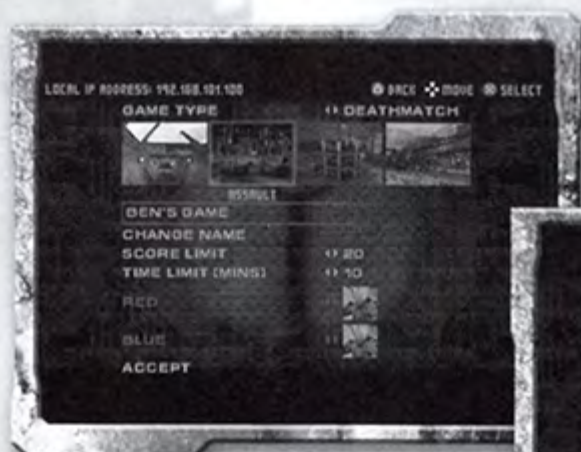 LOCAL IP ADDRESS: 192.168.101.100 BACK MOVE SELECT
GAME TYPE DEATHMATCH
ASSAULT
BEN'S GAME
CHANGE NAME
SCORE LIMIT 20
TIME LIMIT (MINS) 10
RED
BLUE
ACCEPT